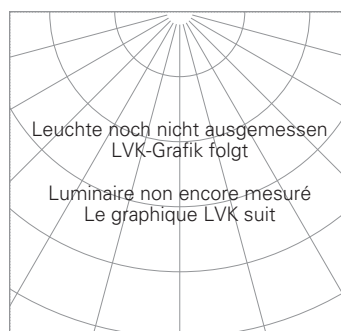 Leuchte noch nicht ausgemessen
LVK-Grafik folgt
Luminaire non encore mesuré
Le graphique LVK suit